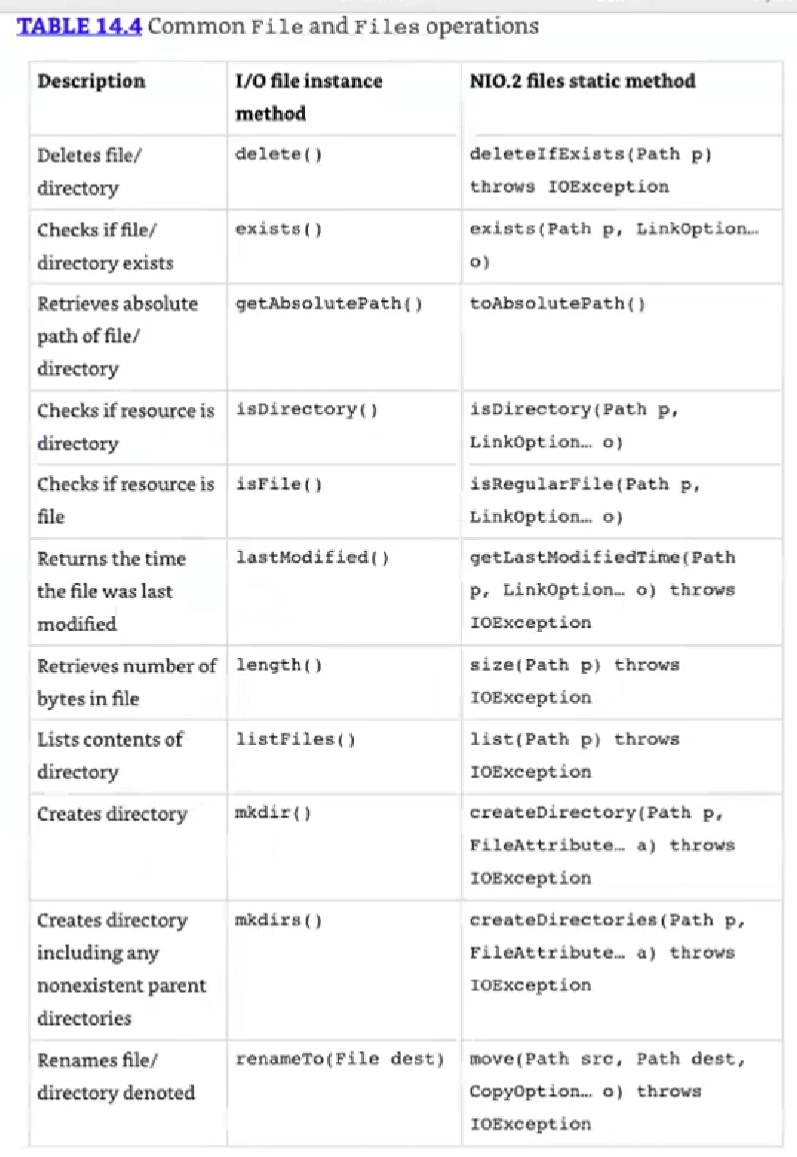 TABLE 14.4 Common File and Files operations
Description
I/O file instance
method
NIO.2 files static method
Deletes file/
directory
delete()
deleteIfExists(Path p)
throws IOException
Checks if file/
directory exists
exists()
exists(Path p, LinkOption…
o)
Retrieves absolute
path of file/
directory
getAbsolutePath()
toAbsolutePath()
Checks if resource is
directory
isDirectory()
isDirectory(Path p,
LinkOption… o)
Checks if resource is
file
isFile()
isRegularFile(Path p,
LinkOption… o)
Returns the time
the file was last
modified
lastModified()
getLastModifiedTime(Path
p, LinkOption… o) throws
IOException
Retrieves number of
bytes in file
length()
size(Path p) throws
IOException
Lists contents of
directory
listFiles()
list(Path p) throws
IOException
Creates directory
mkdir()
createDirectory(Path p,
FileAttribute… a) throws
IOException
Creates directory
including any
nonexistent parent
directories
mkdirs()
createDirectories(Path p,
FileAttribute… a) throws
IOException
Renames file/
directory denoted
renameTo(File dest)
move(Path src, Path dest,
CopyOption… o) throws
IOException